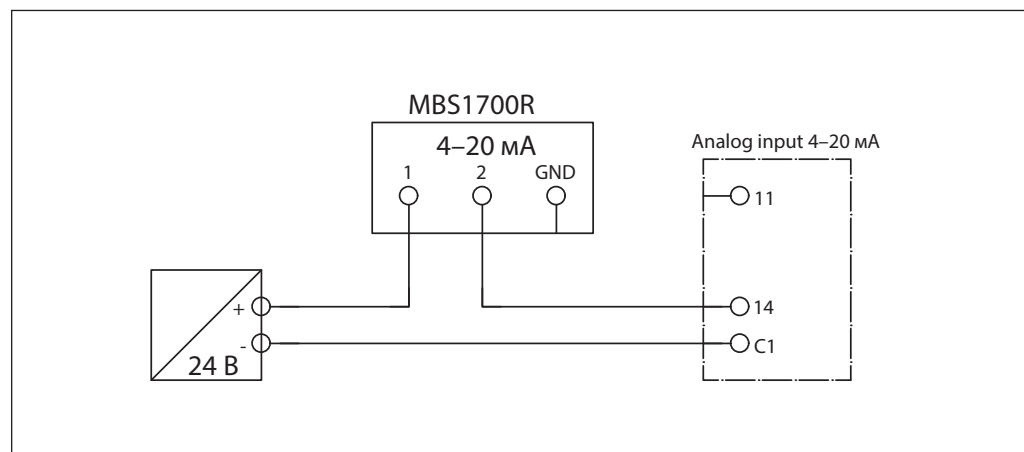 MBS1700R
4–20 мА
1 2 GND
Analog input 4–20 мА
11
+ 14
- C1
24 В